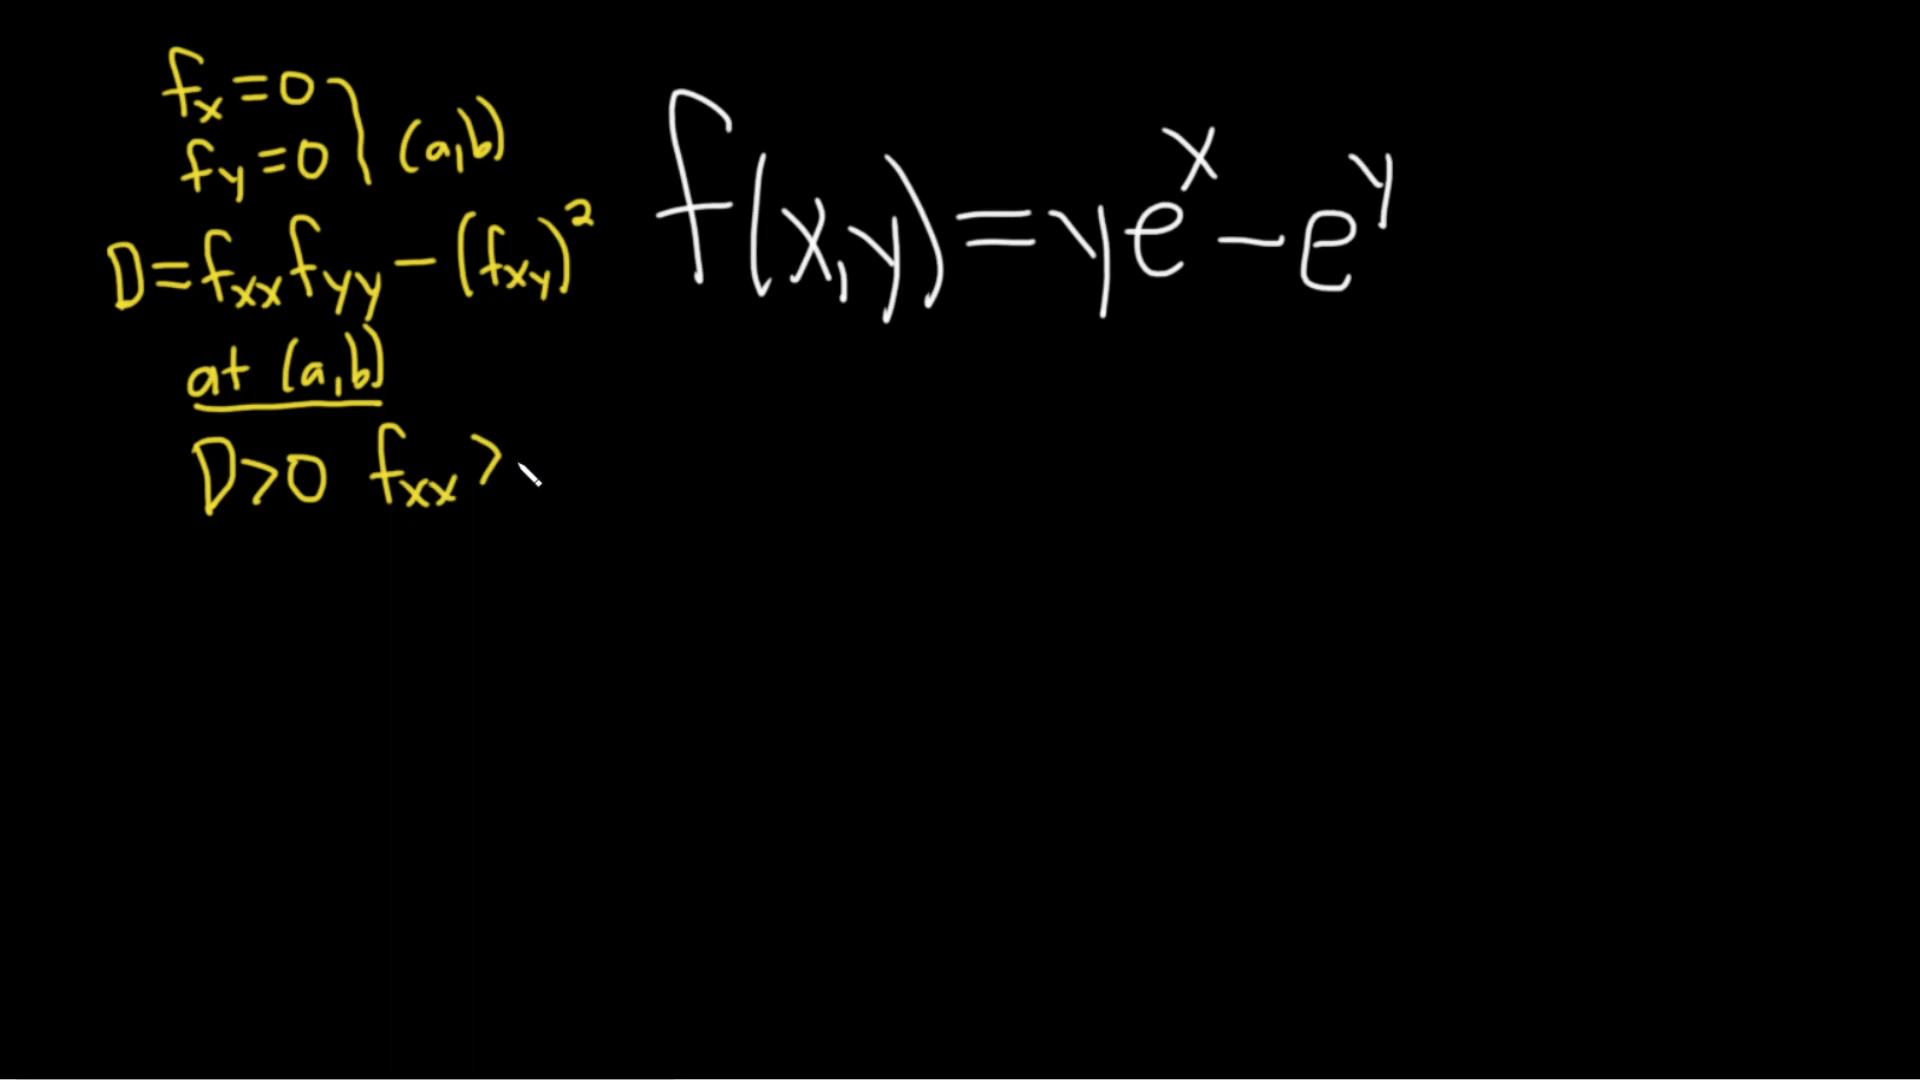 fx = 0
fy = 0 } (a,b)
D = fxx fyy - (fxy)²
at (a,b)
D > 0 fxx >
f(x,y) = ye^x - e^y